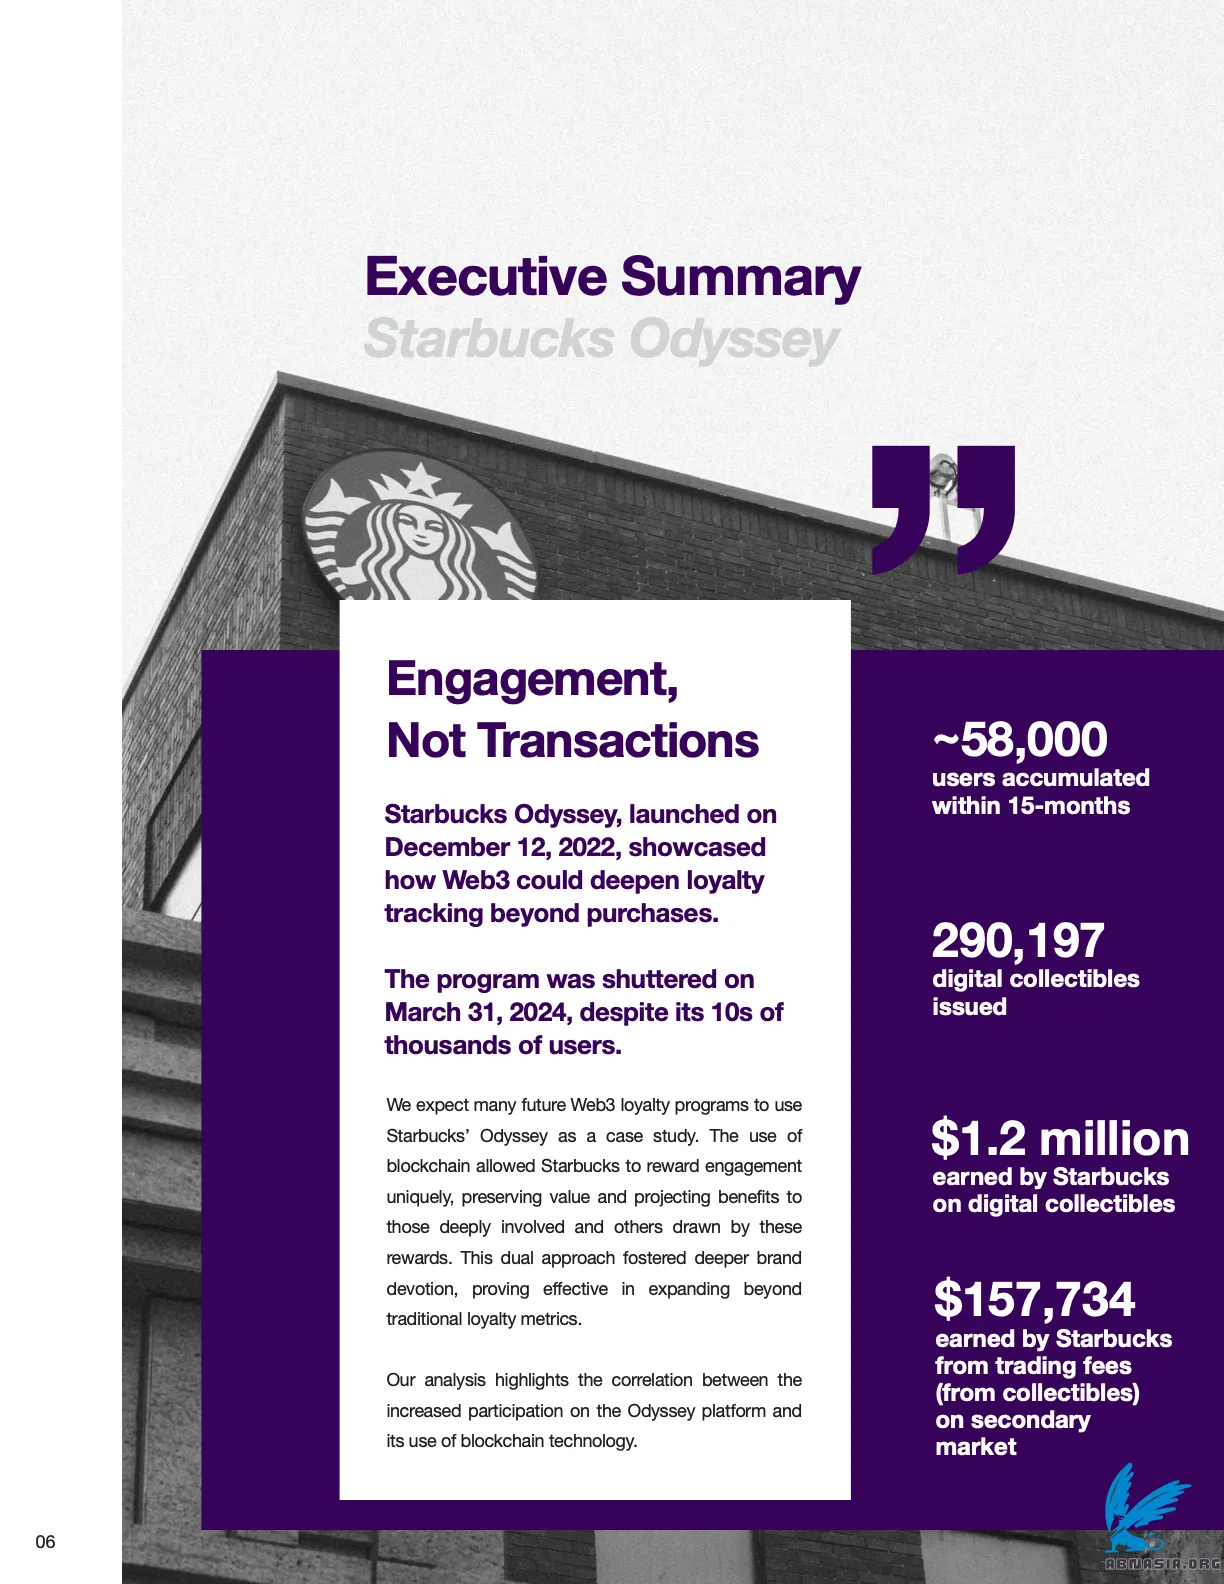 Executive Summary
Starbucks Odyssey
”
Engagement,
Not Transactions
Starbucks Odyssey, launched on
December 12, 2022, showcased
how Web3 could deepen loyalty
tracking beyond purchases.
The program was shuttered on
March 31, 2024, despite its 10s of
thousands of users.
We expect many future Web3 loyalty programs to use
Starbucks’ Odyssey as a case study. The use of
blockchain allowed Starbucks to reward engagement
uniquely, preserving value and projecting benefits to
those deeply involved and others drawn by these
rewards. This dual approach fostered deeper brand
devotion, proving effective in expanding beyond
traditional loyalty metrics.
Our analysis highlights the correlation between the
increased participation on the Odyssey platform and
its use of blockchain technology.
~58,000
users accumulated
within 15-months
290,197
digital collectibles
issued
$1.2 million
earned by Starbucks
on digital collectibles
$157,734
earned by Starbucks
from trading fees
(from collectibles)
on secondary
market
06
ABNASIA.ORG